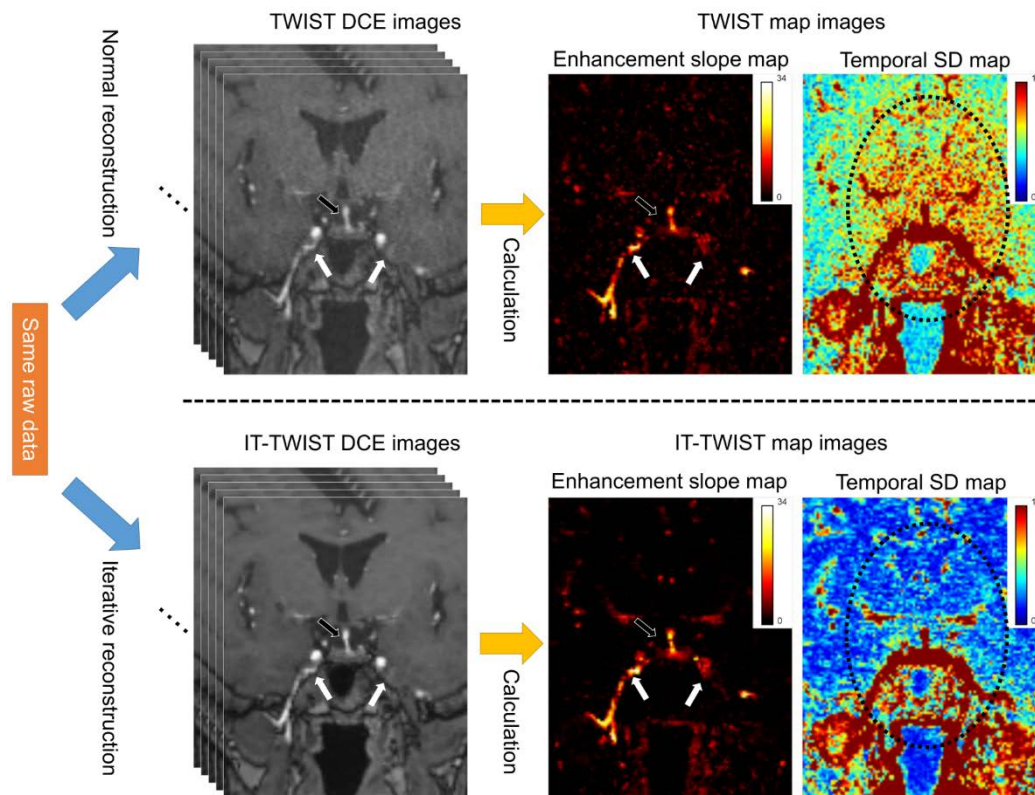 TWIST DCE images
TWIST map images
Enhancement slope map
Temporal SD map
34
0
Normal reconstruction
Calculation
Same raw data
IT-TWIST DCE images
IT-TWIST map images
Enhancement slope map
Temporal SD map
34
0
Iterative reconstruction
Calculation